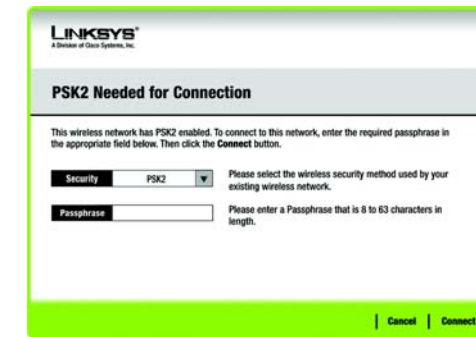 LINKSYS®
A Division of Cisco Systems, Inc.
PSK2 Needed for Connection
This wireless network has PSK2 enabled. To connect to this network, enter the required passphrase in
the appropriate field below. Then click the Connect button.
Security PSK2
Please select the wireless security method used by your
existing wireless network.
Passphrase
Please enter a Passphrase that is 8 to 63 characters in
length.
Cancel Connect